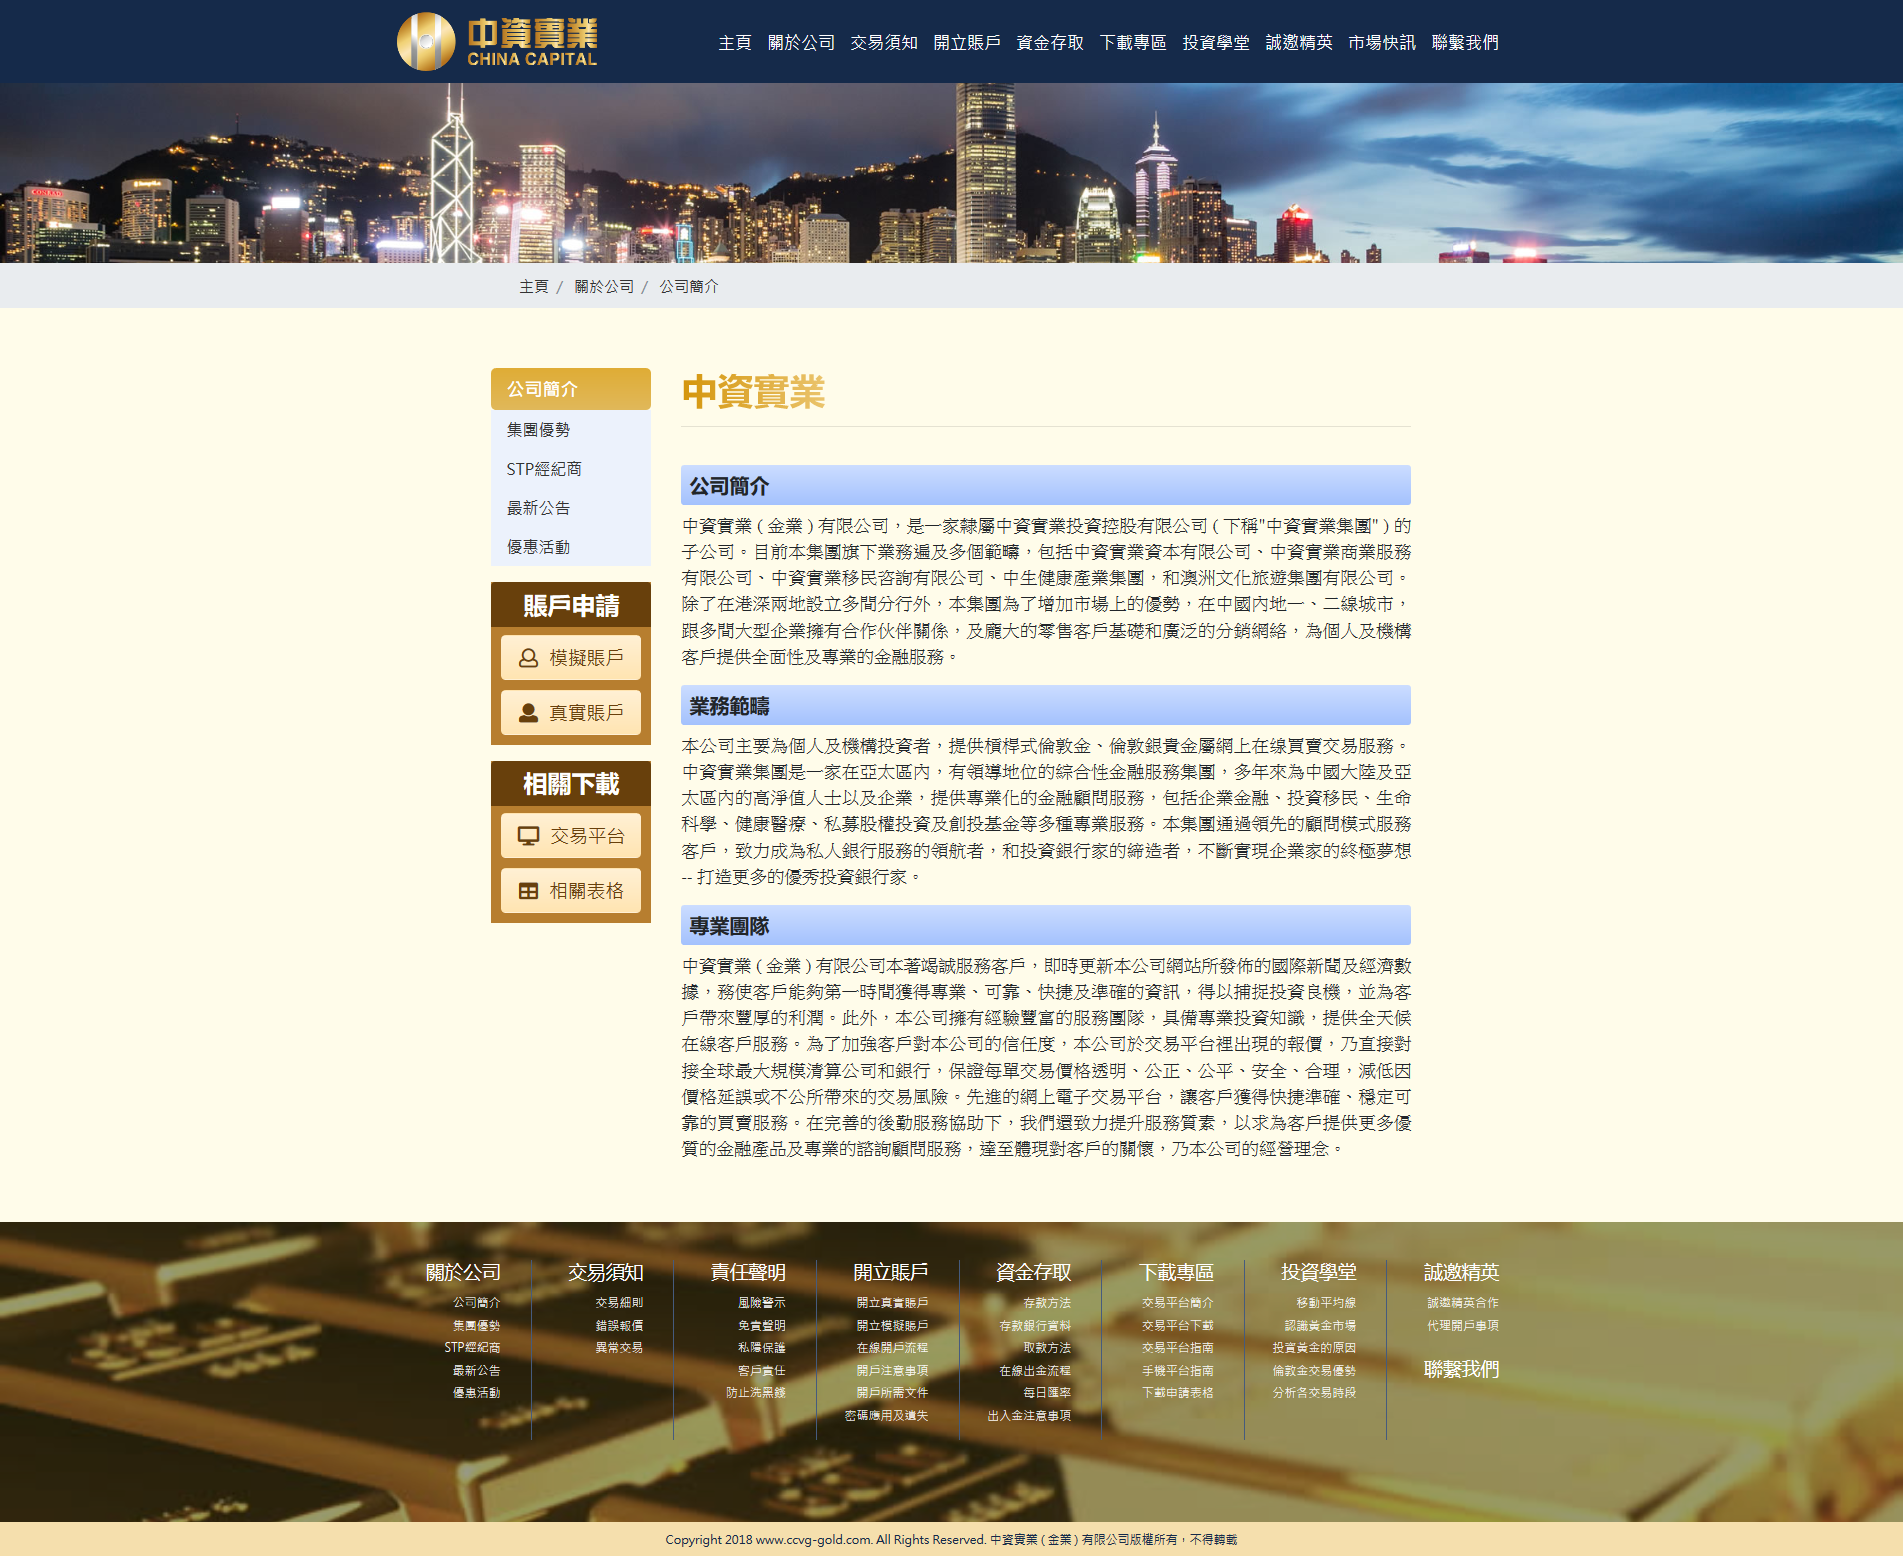 中資實業
CHINA CAPITAL
主頁 關於公司 交易須知 開立賬戶 資金存取 下載專區 投資學堂 誠邀精英 市場快訊 聯繫我們
CONRAD
主頁 / 關於公司 / 公司簡介
公司簡介
集團優勢
STP經紀商
最新公告
優惠活動
賬戶申請
模擬賬戶
真實賬戶
相關下載
交易平台
相關表格
中資實業
公司簡介
中資實業 ( 金業 ) 有限公司，是一家隸屬中資實業投資控股有限公司 ( 下稱"中資實業集團" ) 的
子公司。目前本集團旗下業務遍及多個範疇，包括中資實業資本有限公司、中資實業商業服務
有限公司、中資實業移民咨詢有限公司、中生健康產業集團，和澳洲文化旅遊集團有限公司。
除了在港深兩地設立多間分行外，本集團為了增加市場上的優勢，在中國內地一、二線城市，
跟多間大型企業擁有合作伙伴關係，及龐大的零售客戶基礎和廣泛的分銷網絡，為個人及機構
客戶提供全面性及專業的金融服務。
業務範疇
本公司主要為個人及機構投資者，提供槓桿式倫敦金、倫敦銀貴金屬網上在缐買賣交易服務。
中資實業集團是一家在亞太區內，有領導地位的綜合性金融服務集團，多年來為中國大陸及亞
太區內的高淨值人士以及企業，提供專業化的金融顧問服務，包括企業金融、投資移民、生命
科學、健康醫療、私募股權投資及創投基金等多種專業服務。本集團通過領先的顧問模式服務
客戶，致力成為私人銀行服務的領航者，和投資銀行家的締造者，不斷實現企業家的終極夢想
-- 打造更多的優秀投資銀行家。
專業團隊
中資實業 ( 金業 ) 有限公司本著竭誠服務客戶，即時更新本公司網站所發佈的國際新聞及經濟數
據，務使客戶能夠第一時間獲得專業、可靠、快捷及準確的資訊，得以捕捉投資良機，並為客
戶帶來豐厚的利潤。此外，本公司擁有經驗豐富的服務團隊，具備專業投資知識，提供全天候
在線客戶服務。為了加強客戶對本公司的信任度，本公司於交易平台裡出現的報價，乃直接對
接全球最大規模清算公司和銀行，保證每單交易價格透明、公正、公平、安全、合理，減低因
價格延誤或不公所帶來的交易風險。先進的網上電子交易平台，讓客戶獲得快捷準確、穩定可
靠的買賣服務。在完善的後勤服務協助下，我們還致力提升服務質素，以求為客戶提供更多優
質的金融產品及專業的諮詢顧問服務，達至體現對客戶的關懷，乃本公司的經營理念。
關於公司
公司簡介
集團優勢
STP經紀商
最新公告
優惠活動
交易須知
交易細則
錯誤報價
異常交易
責任聲明
風險警示
免責聲明
私隱保護
客戶責任
防止洗黑錢
開立賬戶
開立真實賬戶
開立模擬賬戶
在線開戶流程
開戶注意事項
開戶所需文件
密碼應用及遺失
資金存取
存款方法
存款銀行資料
取款方法
在線出金流程
每日匯率
出入金注意事項
下載專區
交易平台簡介
交易平台下載
交易平台指南
手機平台指南
下載申請表格
投資學堂
移動平均線
認識黃金市場
投資黃金的原因
倫敦金交易優勢
分析各交易時段
誠邀精英
誠邀精英合作
代理開戶事項
聯繫我們
Copyright 2018 www.ccvg-gold.com. All Rights Reserved. 中資實業 ( 金業 ) 有限公司版權所有，不得轉載